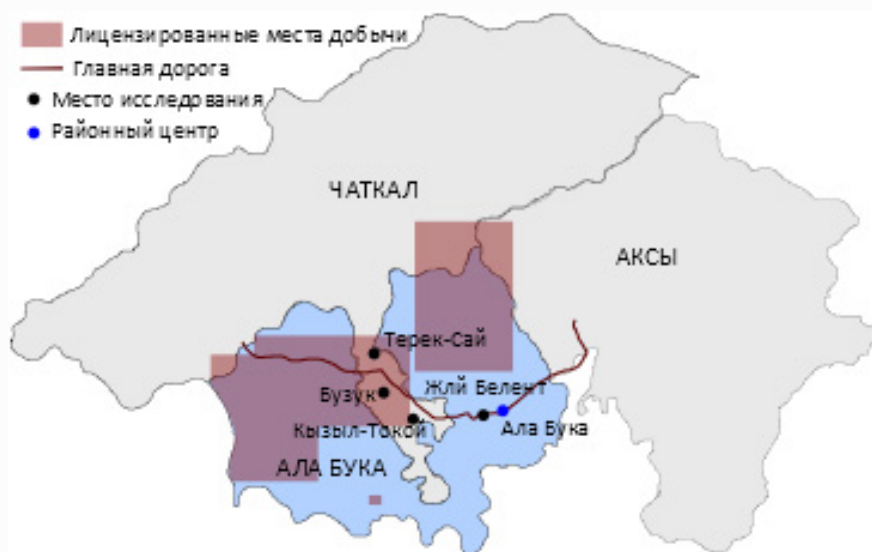 Лицензированные места добычи
Главная дорога
Место исследования
Районный центр
ЧАТКАЛ
АКСЫ
Терек-Сай
Жлй Белент
Бузук
Ала Бука
Кызыл-Токой
АЛА БУКА